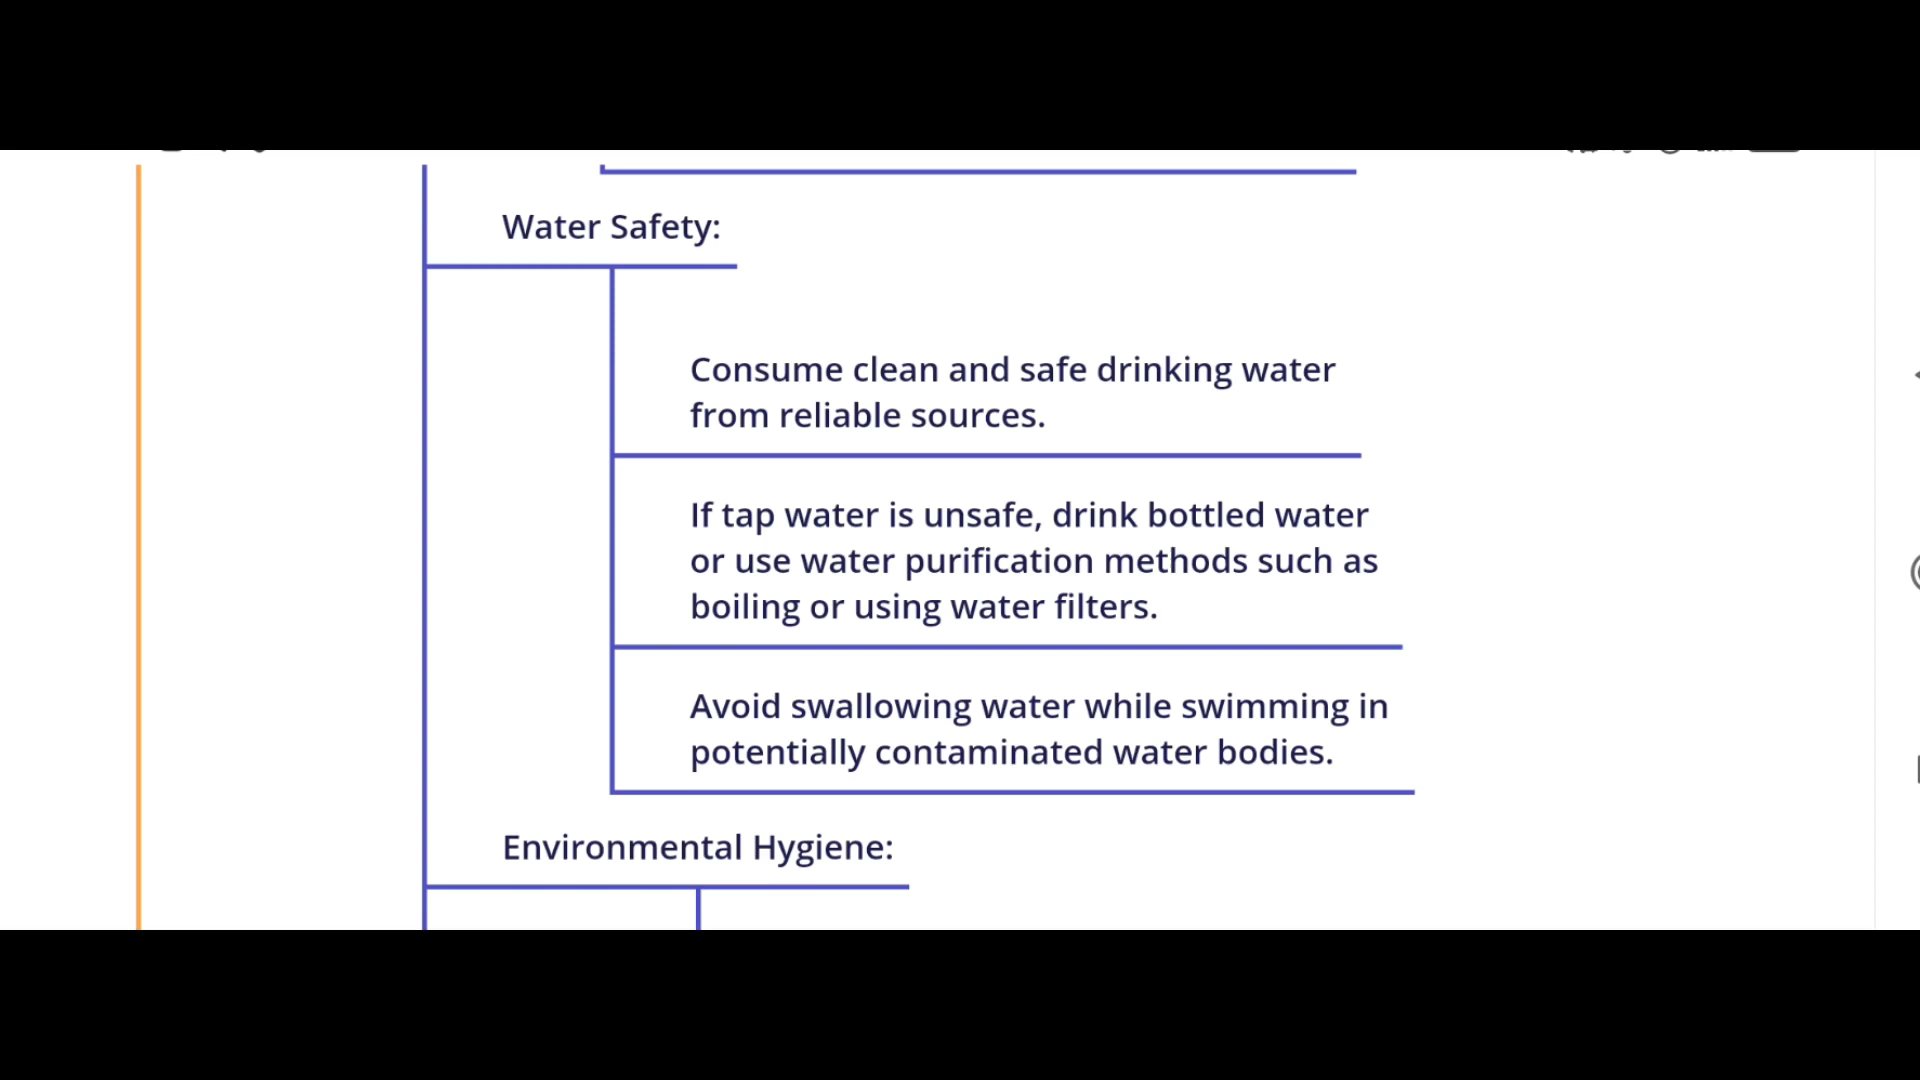 Water Safety:
Consume clean and safe drinking water
from reliable sources.
If tap water is unsafe, drink bottled water
or use water purification methods such as
boiling or using water filters.
Avoid swallowing water while swimming in
potentially contaminated water bodies.
Environmental Hygiene: